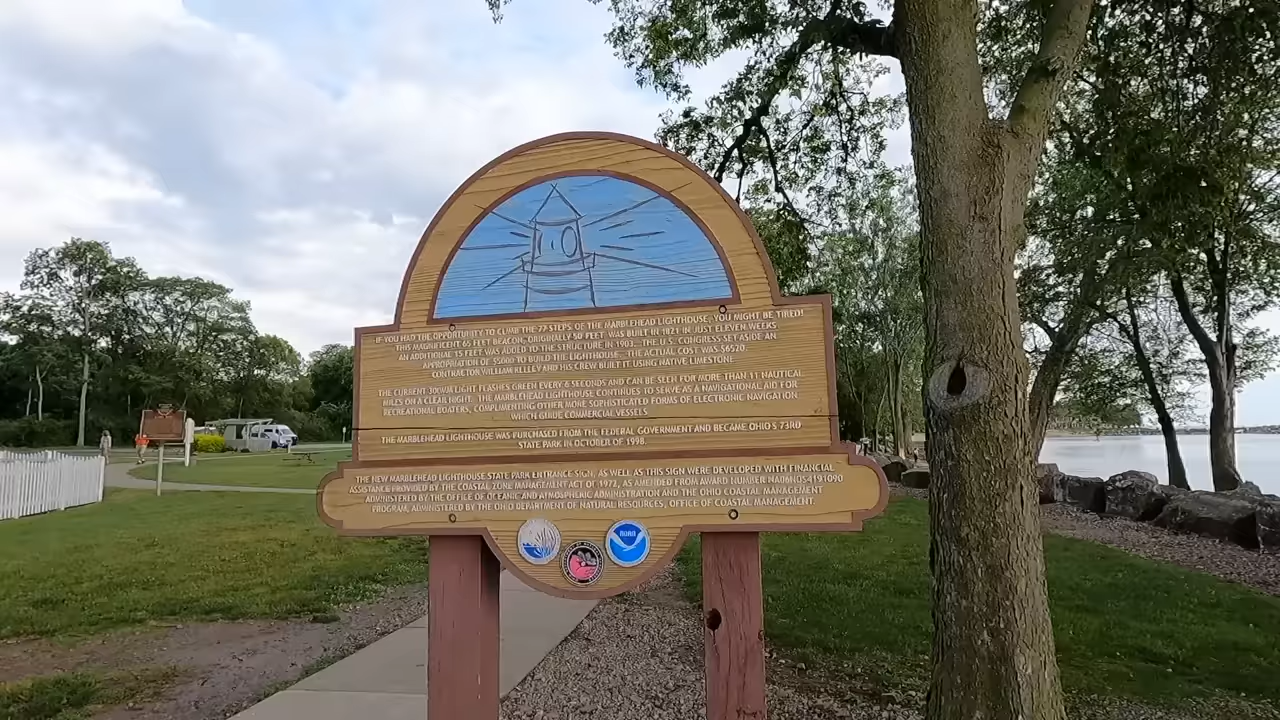 IF YOU HAD THE OPPORTUNITY TO CLIMB THE 77 STEPS OF THE MARBLEHEAD LIGHTHOUSE, YOU MIGHT BE TIRED!
THIS MAGNIFICENT 65 FEET BEACON, ORIGINALLY 50 FEET WAS BUILT IN 1821 IN JUST ELEVEN WEEKS.
AN ADDITIONAL 15 FEET WAS ADDED TO THE STRUCTURE IN 1903. THE U.S. CONGRESS SET ASIDE AN
APPROPRIATION OF $5000 TO BUILD THE LIGHTHOUSE. THE ACTUAL COST WAS $6520.
CONTRACTOR WILLIAM KELLEY AND HIS CREW BUILT IT USING NATIVE LIMESTONE.
THE CURRENT 300MM LIGHT FLASHES GREEN EVERY 6 SECONDS AND CAN BE SEEN FOR MORE THAN 11 NAUTICAL
MILES ON A CLEAR NIGHT. THE MARBLEHEAD LIGHTHOUSE CONTINUES TO SERVE AS A NAVIGATIONAL AID FOR
RECREATIONAL BOATERS, COMPLIMENTING OTHER MORE SOPHISTICATED FORMS OF ELECTRONIC NAVIGATION
WHICH GUIDE COMMERCIAL VESSELS.
THE MARBLEHEAD LIGHTHOUSE WAS PURCHASED FROM THE FEDERAL GOVERNMENT AND BECAME OHIO'S 73RD
STATE PARK IN OCTOBER OF 1998.
THE NEW MARBLEHEAD LIGHTHOUSE STATE PARK ENTRANCE SIGN, AS WELL AS THIS SIGN WERE DEVELOPED WITH FINANCIAL
ASSISTANCE PROVIDED BY THE COASTAL ZONE MANAGEMENT ACT OF 1972, AS AMENDED FROM AWARD NUMBER NA08NOS4191090
ADMINISTERED BY THE OFFICE OF OCEANIC AND ATMOSPHERIC ADMINISTRATION AND THE OHIO COASTAL MANAGEMENT
PROGRAM, ADMINISTERED BY THE OHIO DEPARTMENT OF NATURAL RESOURCES, OFFICE OF COASTAL MANAGEMENT.
NOAA